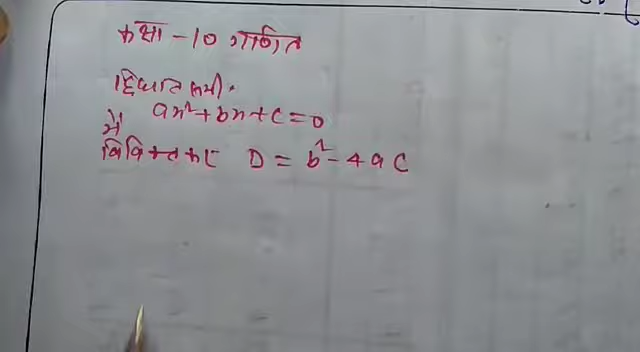 कक्षा - 10 गणित
द्विघात समी.
ax²+bx+c=0
में
विविक्तकर D = b²-4ac